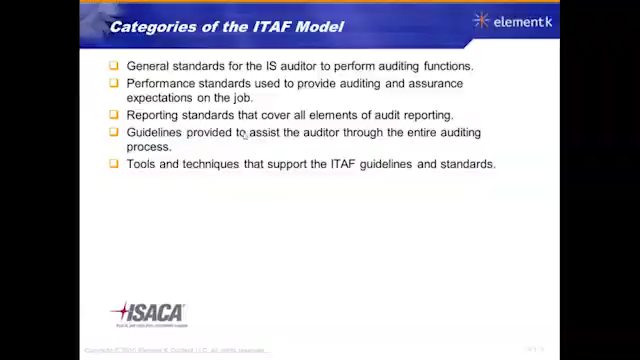 Categories of the ITAF Model
element k
General standards for the IS auditor to perform auditing functions.
Performance standards used to provide auditing and assurance
expectations on the job.
Reporting standards that cover all elements of audit reporting.
Guidelines provided to assist the auditor through the entire auditing
process.
Tools and techniques that support the ITAF guidelines and standards.
ISACA